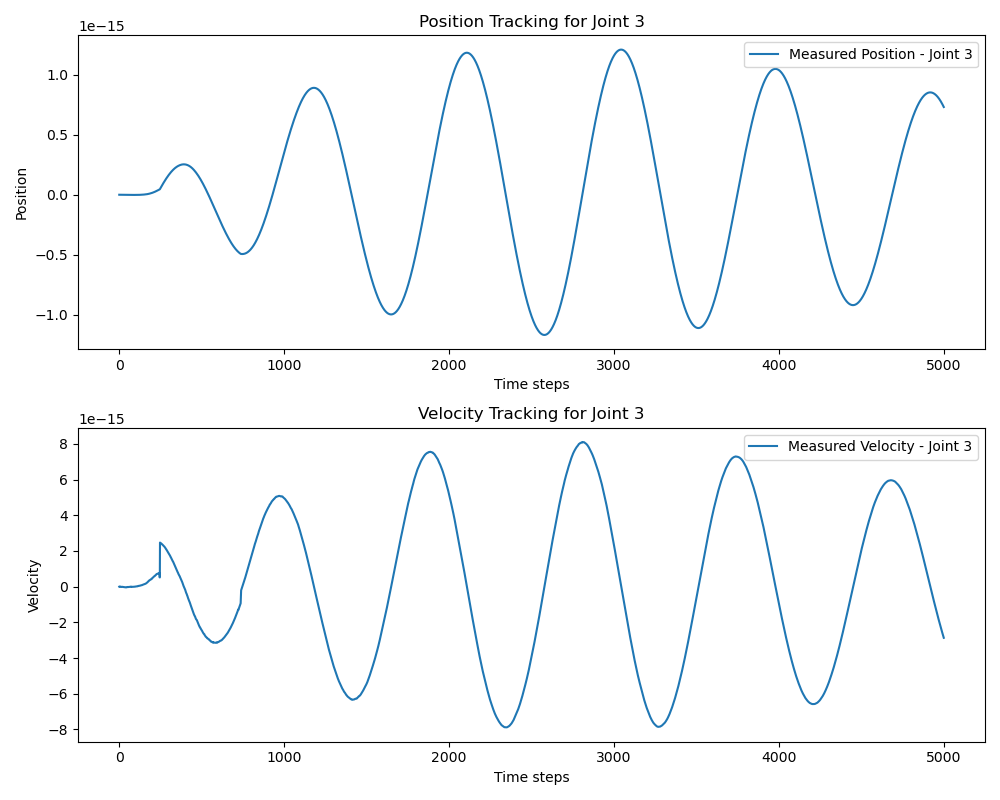 Position Tracking for Joint 3
1e−15
Measured Position - Joint 3
1.0
0.5
0.0
−0.5
−1.0
Position
0 1000 2000 3000 4000 5000
Time steps
Velocity Tracking for Joint 3
1e−15
Measured Velocity - Joint 3
8
6
4
2
0
−2
−4
−6
−8
Velocity
0 1000 2000 3000 4000 5000
Time steps